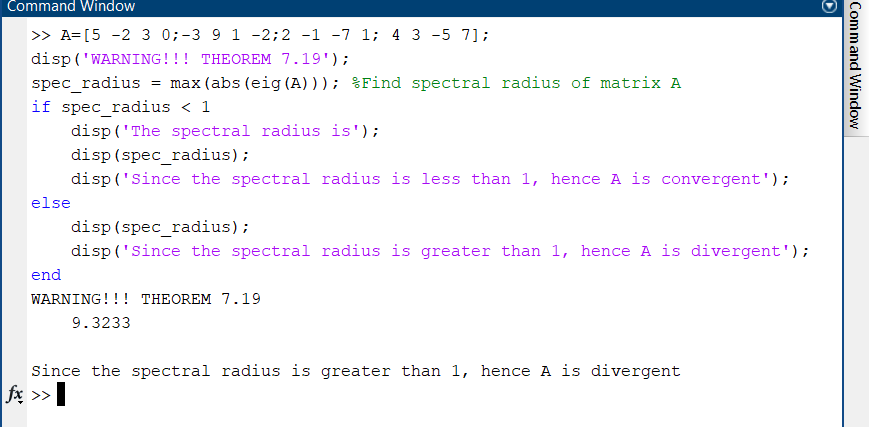 Command Window
>> A=[5 -2 3 0;-3 9 1 -2;2 -1 -7 1; 4 3 -5 7];
disp('WARNING!!! THEOREM 7.19');
spec_radius = max(abs(eig(A))); %Find spectral radius of matrix A
if spec_radius < 1
    disp('The spectral radius is');
    disp(spec_radius);
    disp('Since the spectral radius is less than 1, hence A is convergent');
else
    disp(spec_radius);
    disp('Since the spectral radius is greater than 1, hence A is divergent');
end
WARNING!!! THEOREM 7.19
    9.3233
Since the spectral radius is greater than 1, hence A is divergent
fx >>
Command Window